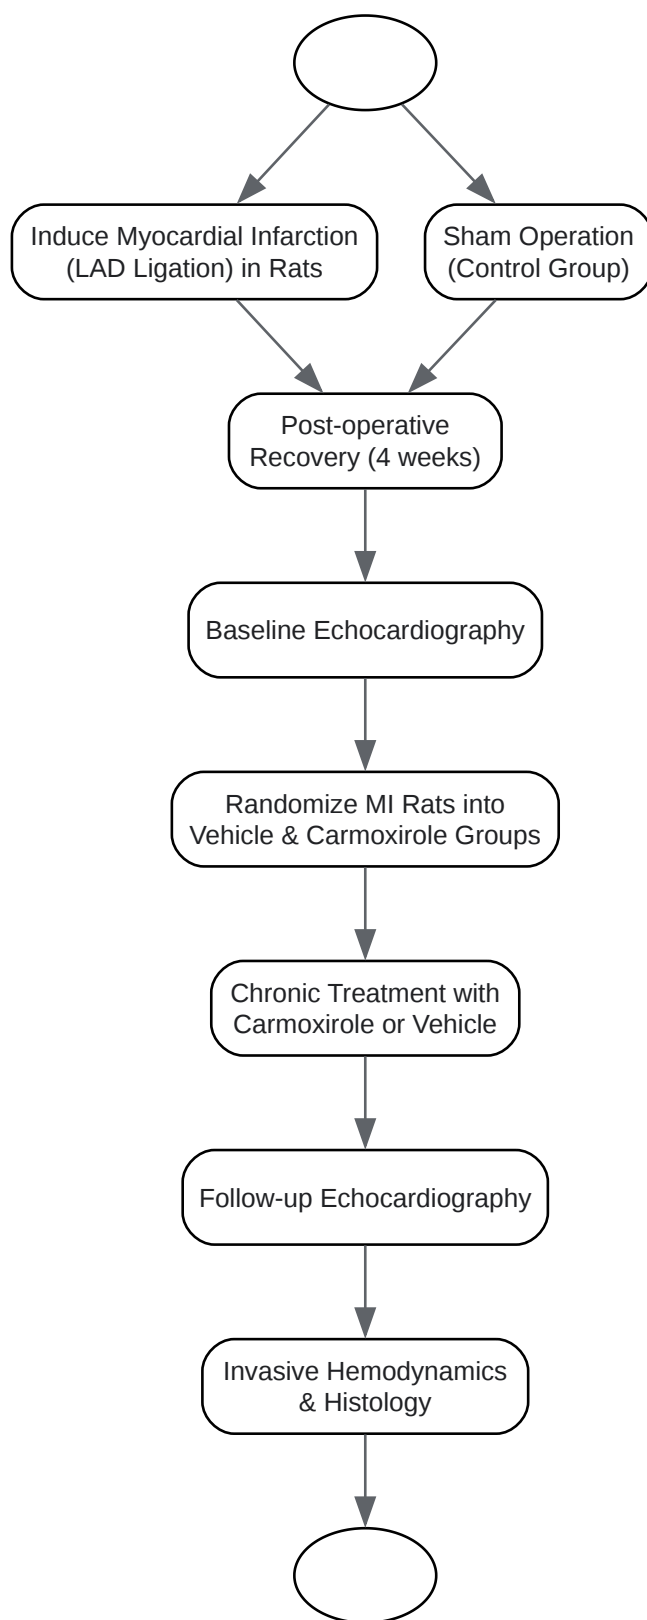 Induce Myocardial Infarction
(LAD Ligation) in Rats
Sham Operation
(Control Group)
Post-operative
Recovery (4 weeks)
Baseline Echocardiography
Randomize MI Rats into
Vehicle & Carmoxirole Groups
Chronic Treatment with
Carmoxirole or Vehicle
Follow-up Echocardiography
Invasive Hemodynamics
& Histology